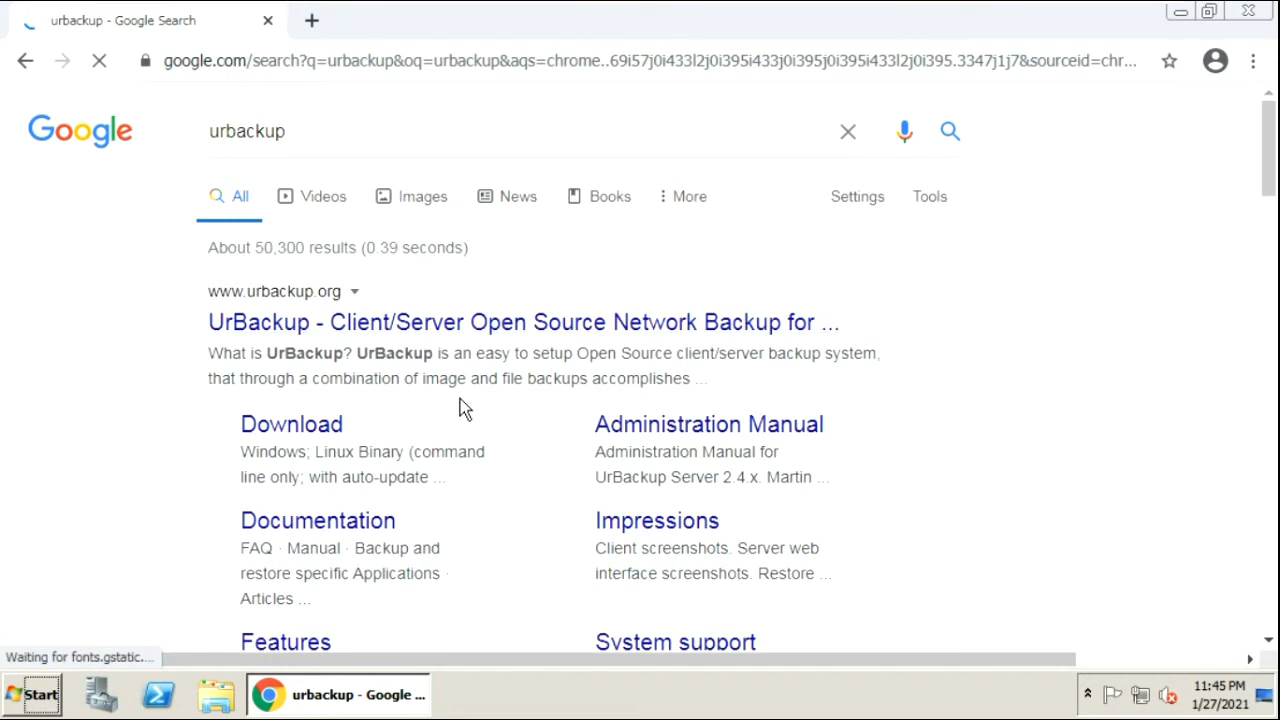 urbackup - Google Search
google.com/search?q=urbackup&oq=urbackup&aqs=chrome..69i57j0i433l2j0i395i433j0i395j0i395i433l2j0i395.3347j1j7&sourceid=chr...
Google
urbackup
All Videos Images News Books More Settings Tools
About 50,300 results (0.39 seconds)
www.urbackup.org
UrBackup - Client/Server Open Source Network Backup for ...
What is UrBackup? UrBackup is an easy to setup Open Source client/server backup system,
that through a combination of image and file backups accomplishes ...
Download
Windows; Linux Binary (command
line only; with auto-update ...
Administration Manual
Administration Manual for
UrBackup Server 2.4.x. Martin ...
Documentation
FAQ · Manual · Backup and
restore specific Applications ·
Articles ...
Impressions
Client screenshots. Server web
interface screenshots. Restore ...
Features
System support
Waiting for fonts.gstatic....
Start
urbackup - Google ...
11:45 PM
1/27/2021